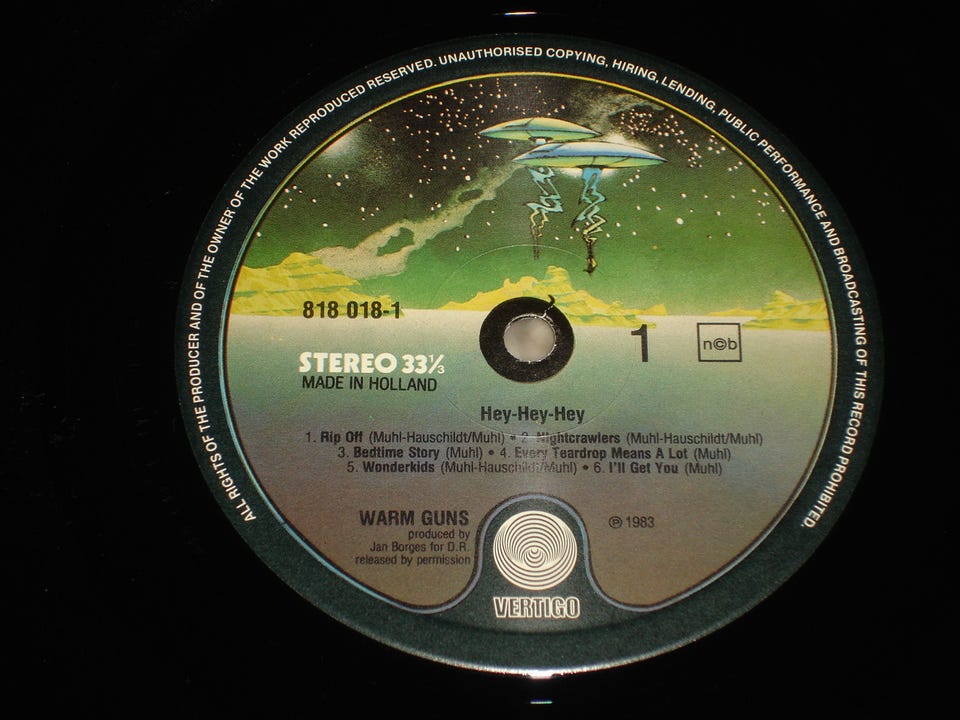 ALL RIGHTS OF THE PRODUCER AND OF THE OWNER OF THE WORK REPRODUCED RESERVED. UNAUTHORISED COPYING, HIRING, LENDING, PUBLIC PERFORMANCE AND BROADCASTING OF THIS RECORD PROHIBITED.
818 018-1
1
n©b
STEREO 33⅓
MADE IN HOLLAND
Hey-Hey-Hey
1. Rip Off (Muhl-Hauschildt/Muhl) • 2. Nightcrawlers (Muhl-Hauschildt/Muhl)
3. Bedtime Story (Muhl) • 4. Every Teardrop Means A Lot (Muhl)
5. Wonderkids (Muhl-Hauschildt/Muhl) • 6. I'll Get You (Muhl)
WARM GUNS
produced by
Jan Borges for D.R.
released by permission
℗ 1983
VERTIGO